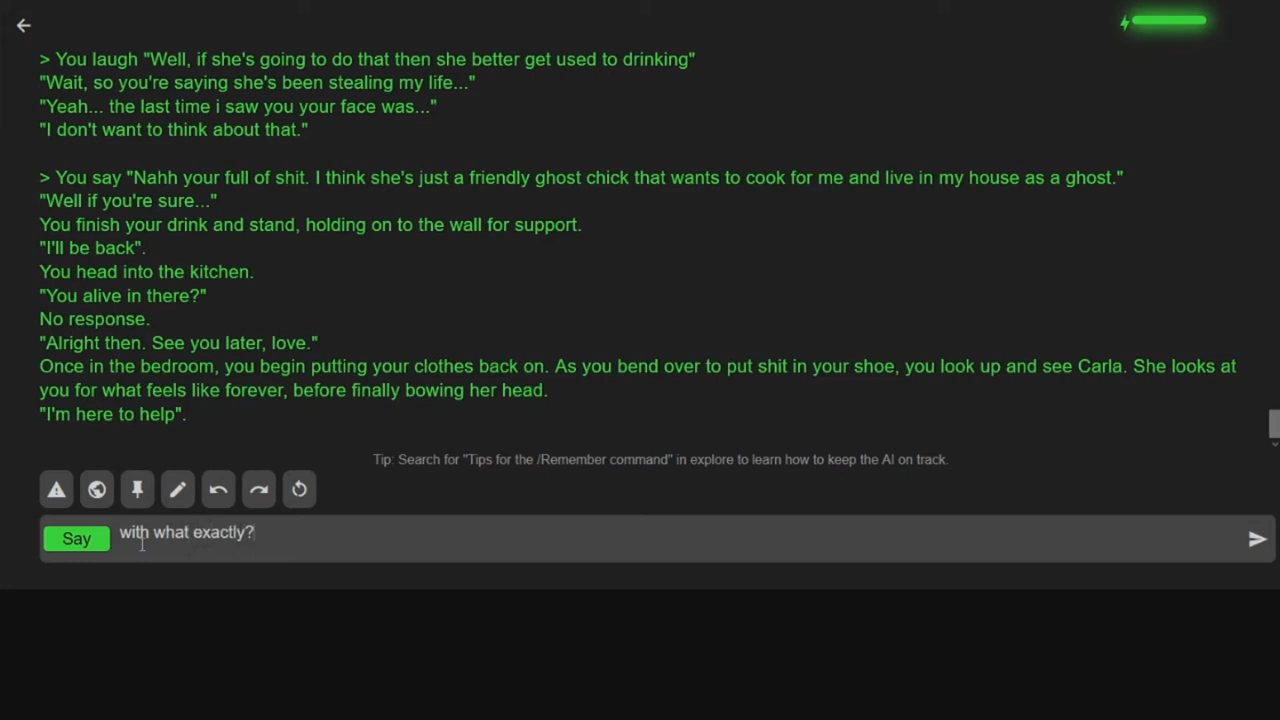 > You laugh "Well, if she's going to do that then she better get used to drinking"
"Wait, so you're saying she's been stealing my life..."
"Yeah... the last time i saw you your face was..."
"I don't want to think about that."
> You say "Nahh your full of shit. I think she's just a friendly ghost chick that wants to cook for me and live in my house as a ghost."
"Well if you're sure..."
You finish your drink and stand, holding on to the wall for support.
"I'll be back".
You head into the kitchen.
"You alive in there?"
No response.
"Alright then. See you later, love."
Once in the bedroom, you begin putting your clothes back on. As you bend over to put shit in your shoe, you look up and see Carla. She looks at
you for what feels like forever, before finally bowing her head.
"I'm here to help".
Tip: Search for "Tips for the /Remember command" in explore to learn how to keep the AI on track.
Say with what exactly?